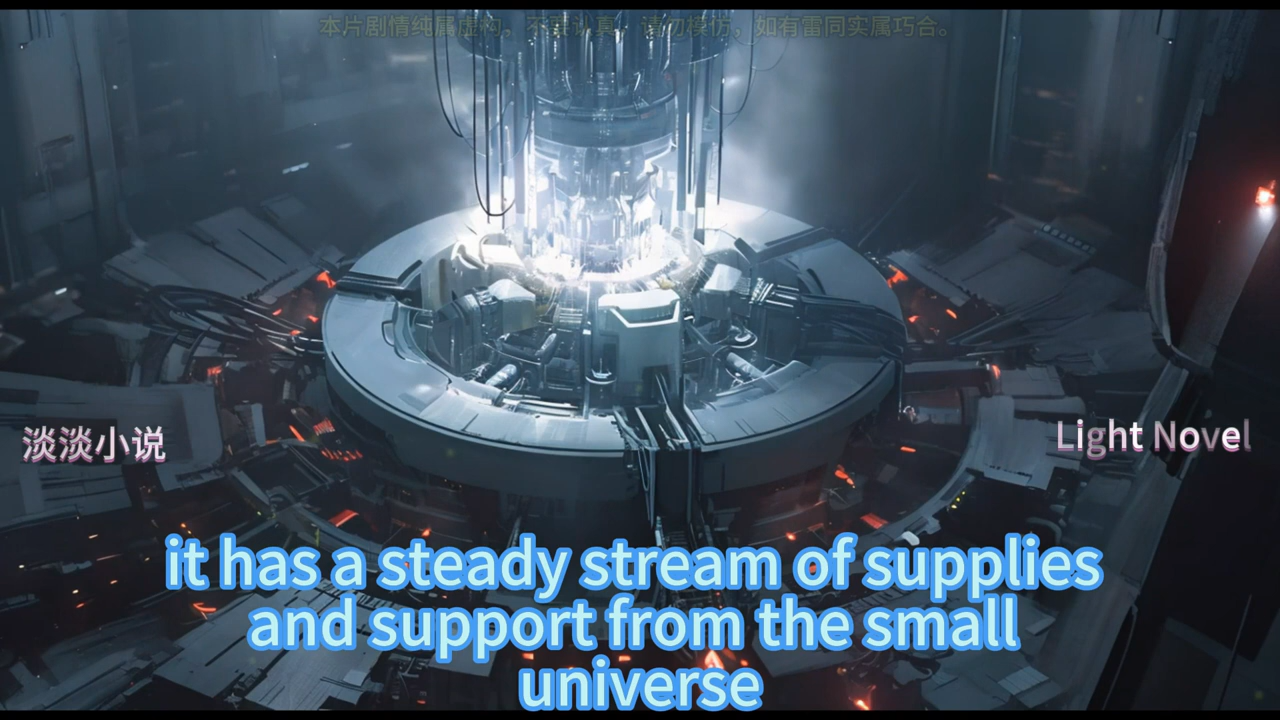 本片剧情纯属虚构，不要认真，请勿模仿，如有雷同实属巧合。
淡淡小说
Light Novel
it has a steady stream of supplies
and support from the small
universe